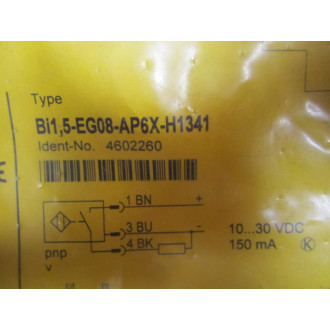 Type
Bi1,5-EG08-AP6X-H1341
Ident-No. 4602260
1 BN +
3 BU -
4 BK
10...30 VDC
150 mA K
pnp
v